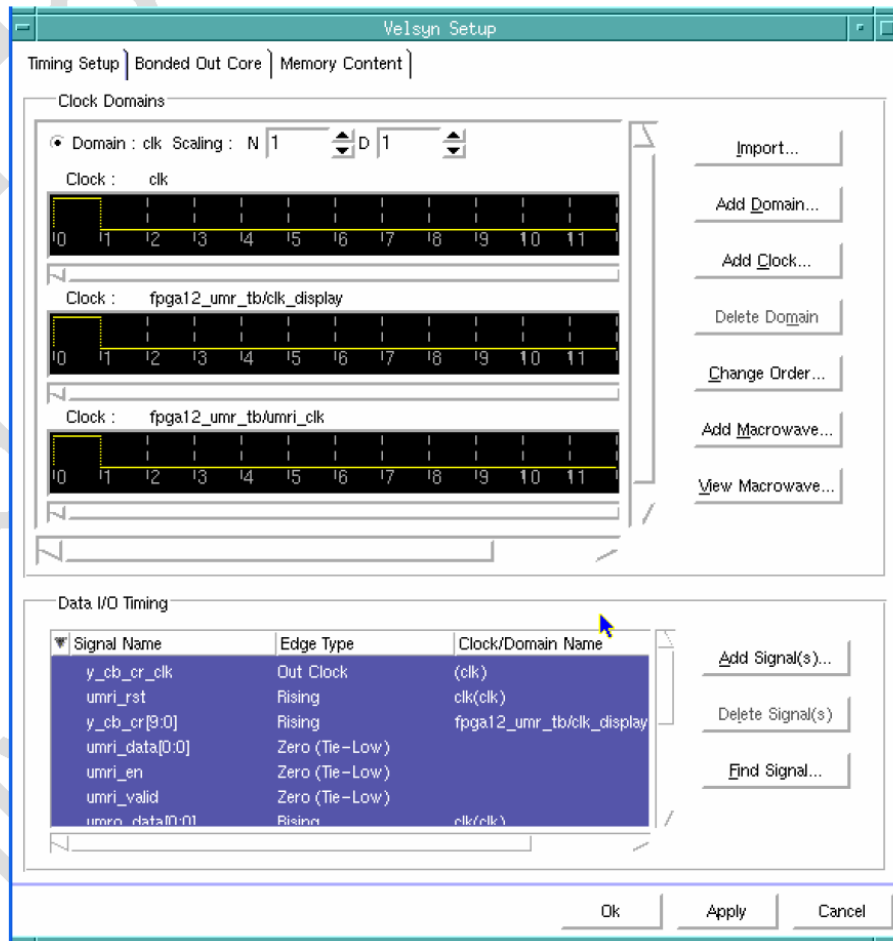 Velsyn Setup
Timing Setup Bonded Out Core Memory Content
Clock Domains
Domain : clk Scaling : N 1 D 1
Clock : clk
0 1 2 3 4 5 6 7 8 9 10 11
Clock : fpga12_umr_tb/clk_display
0 1 2 3 4 5 6 7 8 9 10 11
Clock : fpga12_umr_tb/umri_clk
0 1 2 3 4 5 6 7 8 9 10 11
Import...
Add Domain...
Add Clock...
Delete Domain
Change Order...
Add Macrowave...
View Macrowave...
Data I/O Timing
Signal Name Edge Type Clock/Domain Name
y_cb_cr_clk Out Clock (clk)
umri_rst Rising clk(clk)
y_cb_cr[9:0] Rising fpga12_umr_tb/clk_display
umri_data[0:0] Zero (Tie-Low)
umri_en Zero (Tie-Low)
umri_valid Zero (Tie-Low)
umro_data[0:0] Rising clk(clk)
Add Signal(s)...
Delete Signal(s)
Find Signal...
Ok Apply Cancel